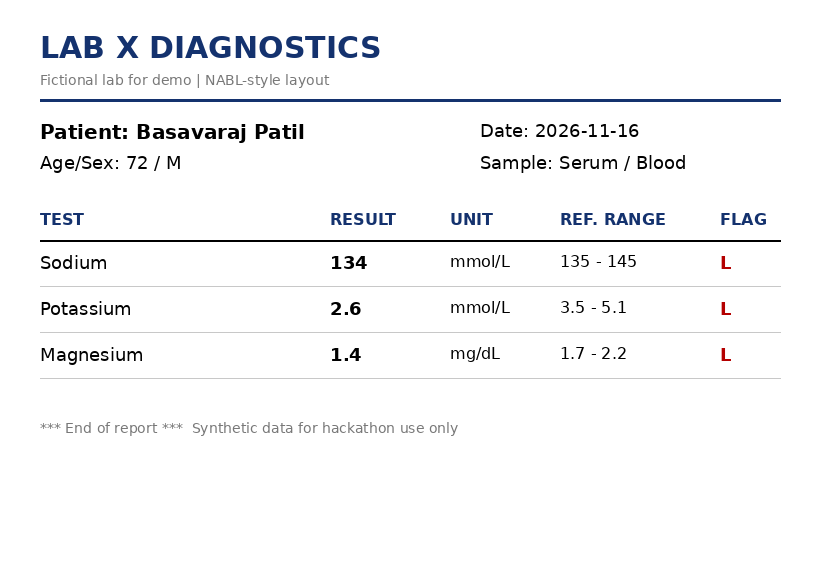 LAB X DIAGNOSTICS
Fictional lab for demo | NABL-style layout
Patient: Basavaraj Patil Date: 2026-11-16
Age/Sex: 72 / M Sample: Serum / Blood
TEST RESULT UNIT REF. RANGE FLAG
Sodium 134 mmol/L 135 - 145 L
Potassium 2.6 mmol/L 3.5 - 5.1 L
Magnesium 1.4 mg/dL 1.7 - 2.2 L
*** End of report *** Synthetic data for hackathon use only